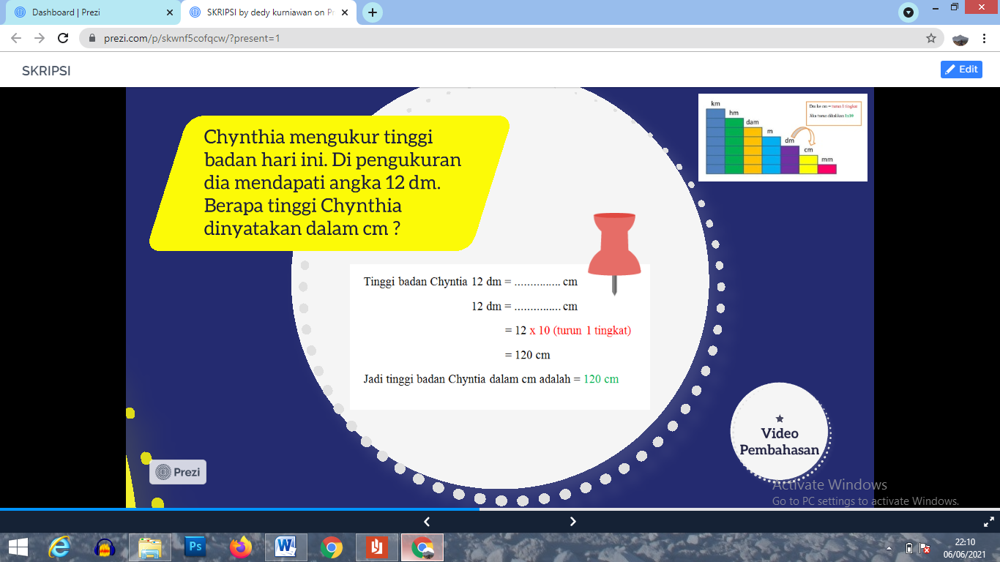 Dashboard | Prezi
SKRIPSI by dedy kurniawan on Pr
prezi.com/p/skwnf5cofqcw/?present=1
SKRIPSI
Edit
Chynthia mengukur tinggi
badan hari ini. Di pengukuran
dia mendapati angka 12 dm.
Berapa tinggi Chynthia
dinyatakan dalam cm ?
km
hm
dam
m
dm
cm
mm
Dm ke cm = turun 1 tingkat
Jika turun dikalikan 1x10
Tinggi badan Chyntia 12 dm = ............... cm
12 dm = ............... cm
= 12 x 10 (turun 1 tingkat)
= 120 cm
Jadi tinggi badan Chyntia dalam cm adalah = 120 cm
Video
Pembahasan
Prezi
Activate Windows
Go to PC settings to activate Windows.
Ps
W
22:10
06/06/2021